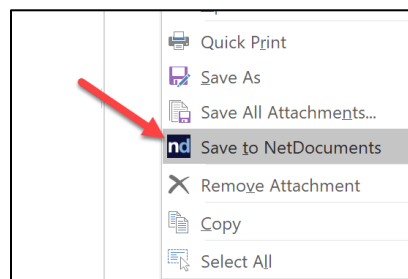 Quick Print
Save As
Save All Attachments...
nd Save to NetDocuments
Remove Attachment
Copy
Select All